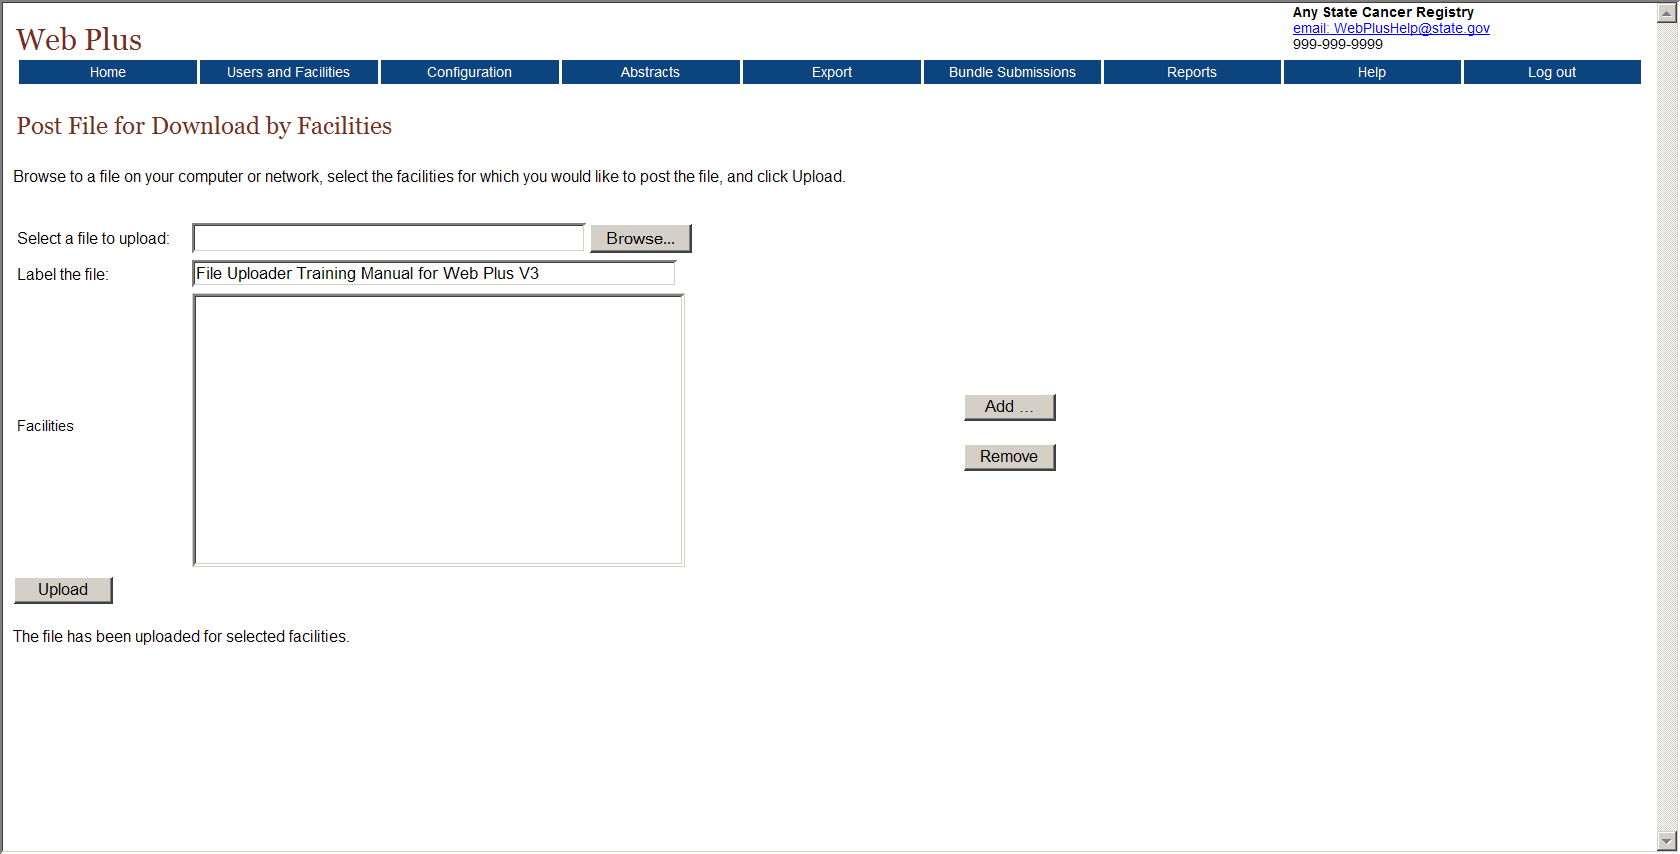 Any State Cancer Registry
email: WebPlusHelp@state.gov
999-999-9999
Web Plus
Home Users and Facilities Configuration Abstracts Export Bundle Submissions Reports Help Log out
Post File for Download by Facilities
Browse to a file on your computer or network, select the facilities for which you would like to post the file, and click Upload.
Select a file to upload: Browse...
Label the file: File Uploader Training Manual for Web Plus V3
Add ...
Facilities
Remove
Upload
The file has been uploaded for selected facilities.